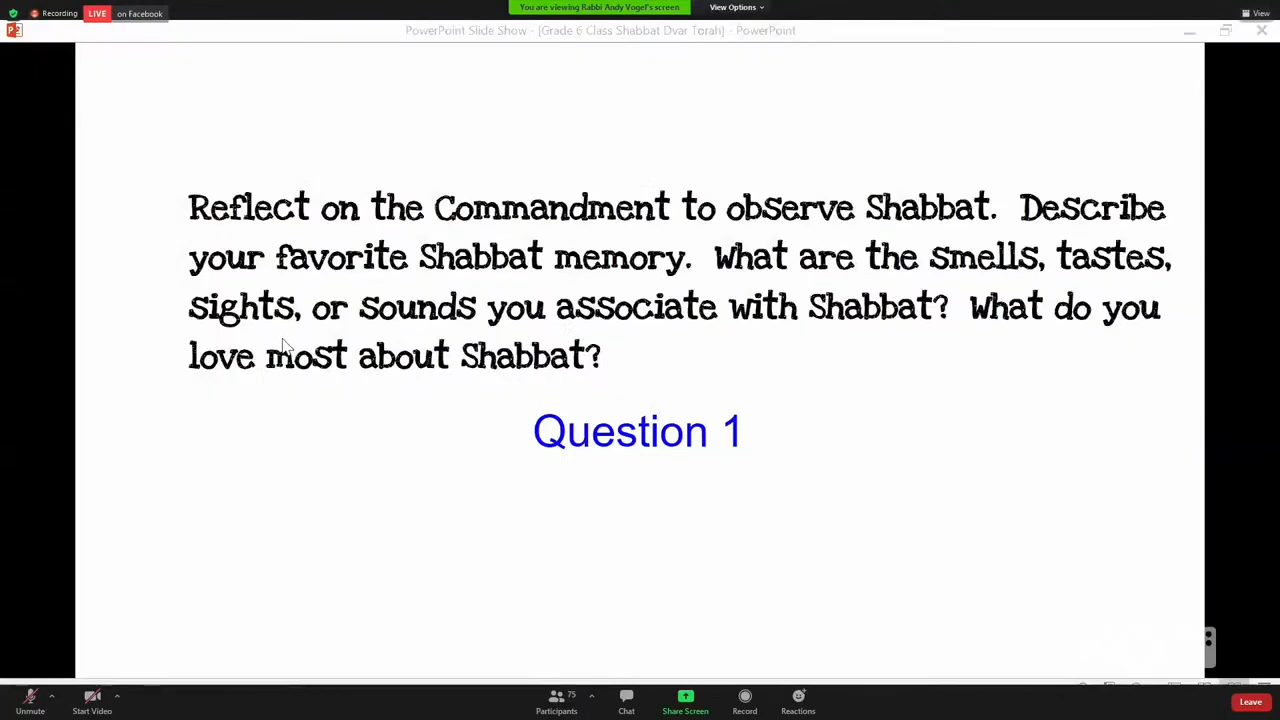 Recording
LIVE
on Facebook
You are viewing Rabbi Andy Vogel's screen
View Options
View
PowerPoint Slide Show - [Grade 6 Class Shabbat Dvar Torah] - PowerPoint
Reflect on the Commandment to observe Shabbat. Describe
your favorite Shabbat memory. What are the smells, tastes,
sights, or sounds you associate with Shabbat? What do you
love most about Shabbat?
Question 1
Unmute
Start Video
75
Participants
Chat
Share Screen
Record
Reactions
Leave